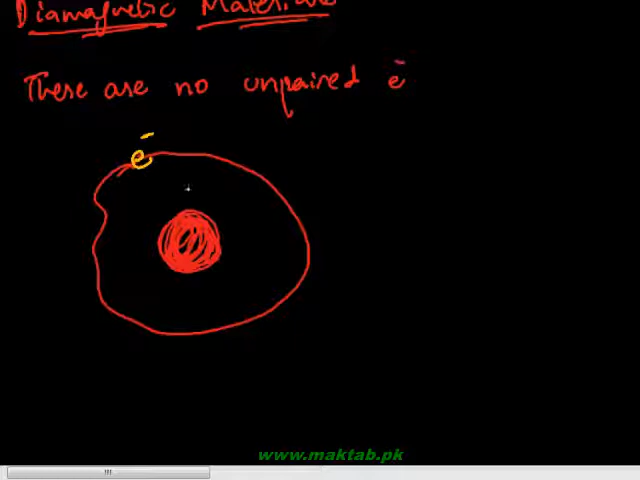 Diamagnetic Materials
There are no unpaired e⁻
e⁻
www.maktab.pk